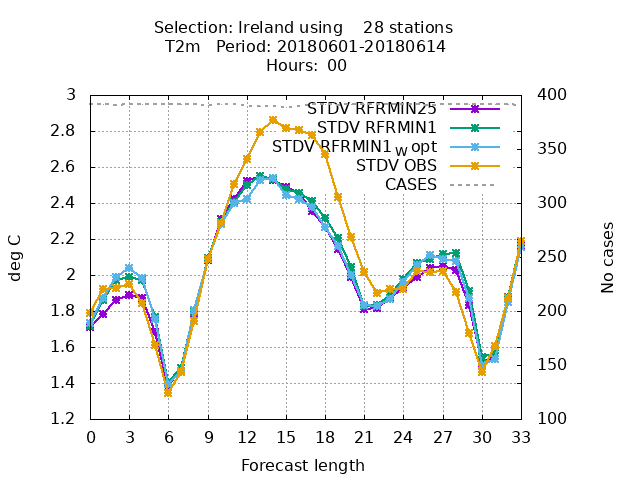 Selection: Ireland using    28 stations
T2m   Period: 20180601-20180614
Hours:  00
3 400
STDV RFRMIN25
2.8 STDV RFRMIN1
STDV RFRMIN1_W opt 350
2.6 STDV OBS
CASES
2.4 300
2.2
deg C 2 250 No cases
1.8 200
1.6
150
1.4
1.2 100
0 3 6 9 12 15 18 21 24 27 30 33
Forecast length